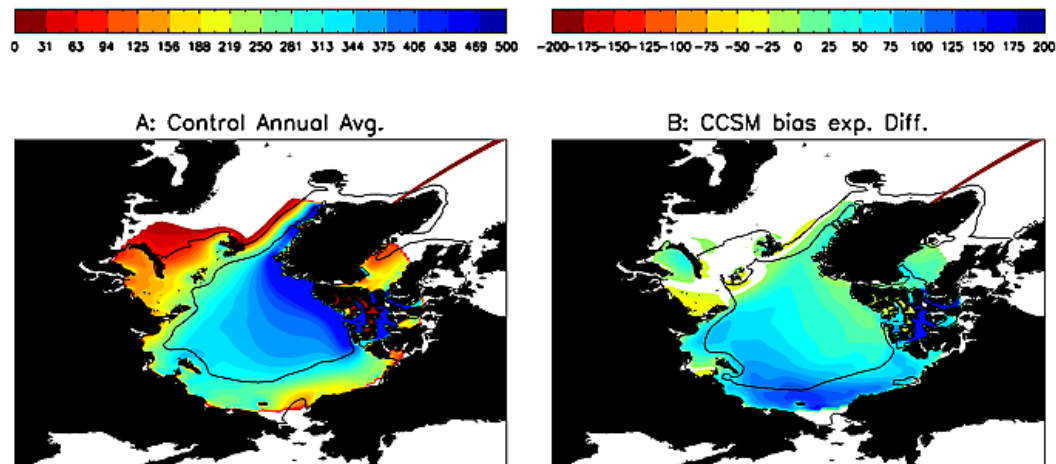 0 31 63 94 125 156 188 219 250 281 313 344 375 406 438 469 500
-200-175-150-125-100-75 -50 -25 0 25 50 75 100 125 150 175 200
A: Control Annual Avg.
B: CCSM bias exp. Diff.